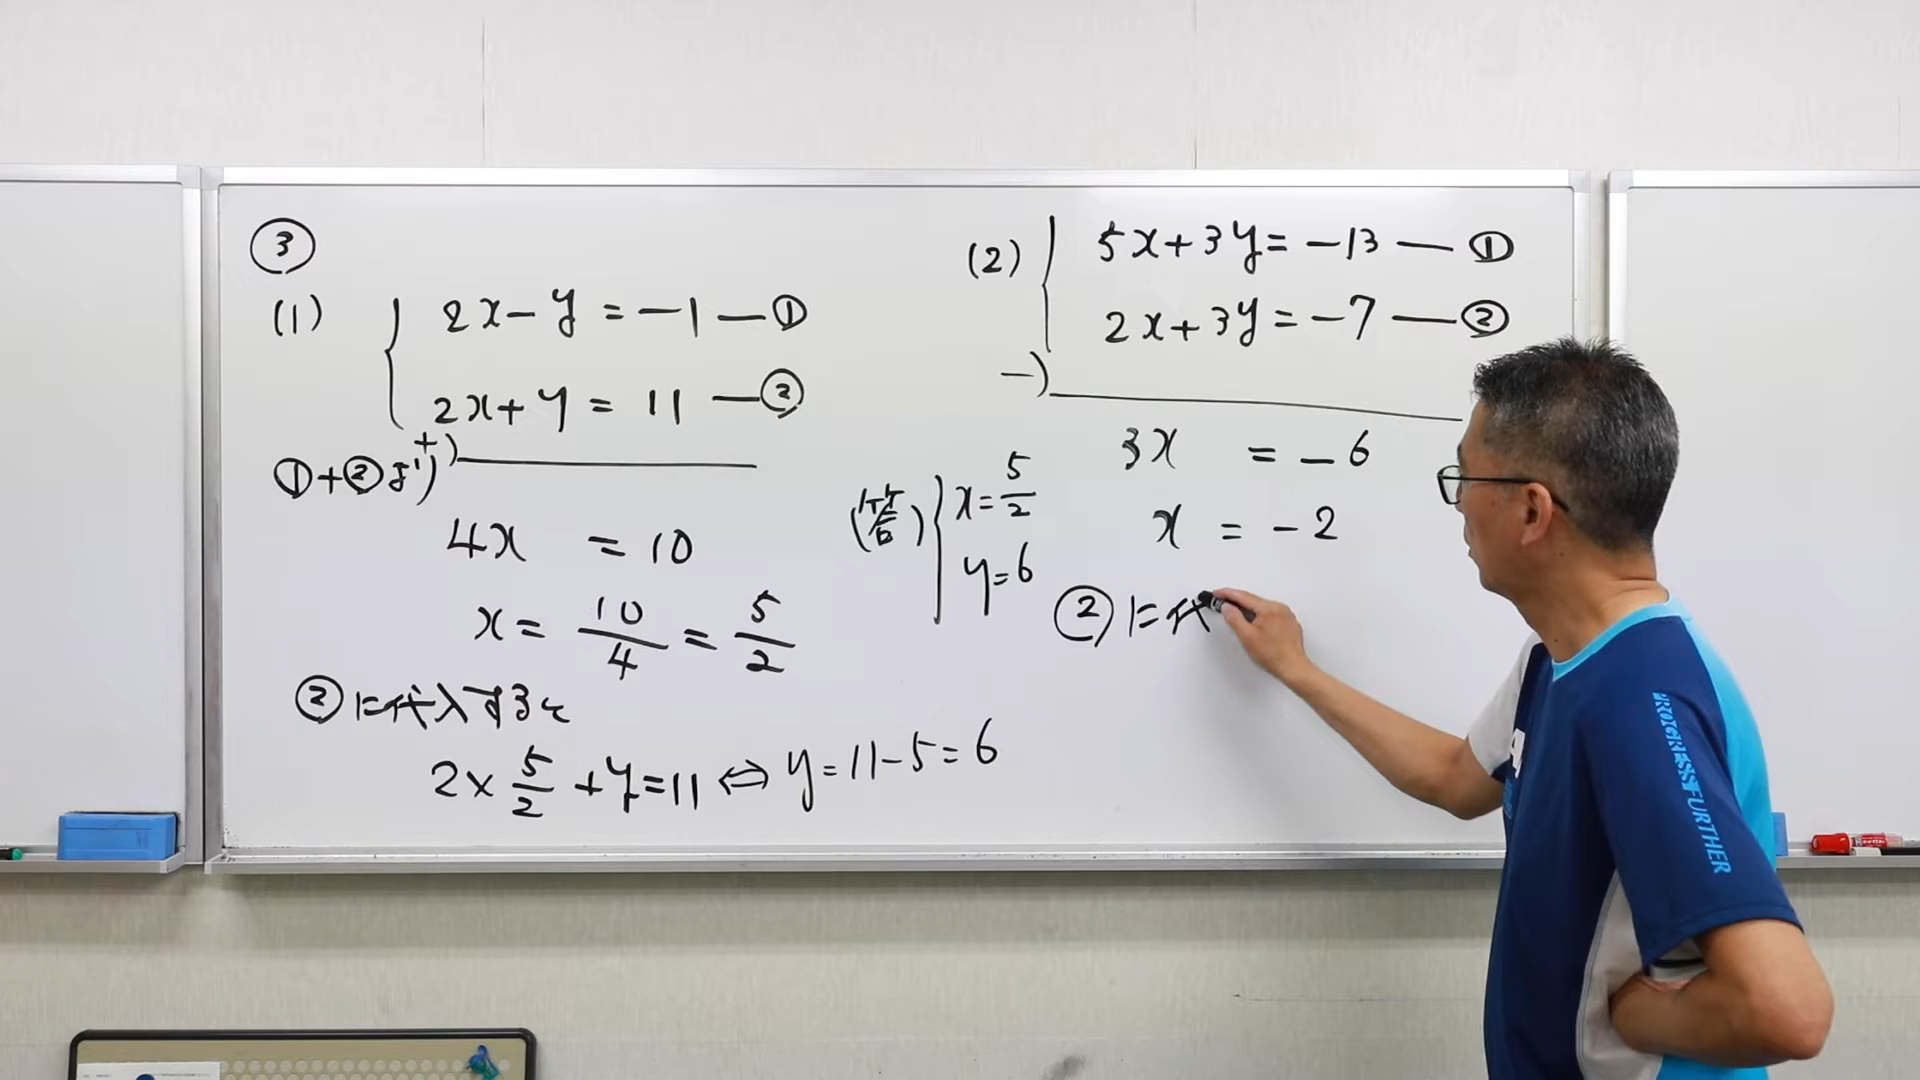 ③
(1) { 2x-y=-1 —①
2x+y=11 —②
+)
①+②より
4x=10
x=10/4=5/2
②に代入すると
2×5/2+y=11⇔y=11-5=6
(答) { x=5/2
y=6
(2) { 5x+3y=-13 —①
2x+3y=-7 —②
-)
3x=-6
x=-2
②に代
FURTHER